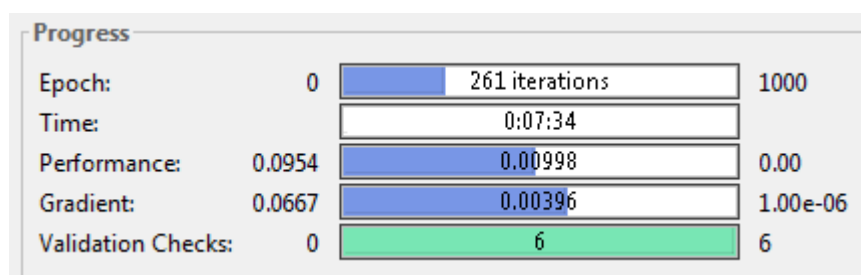 Progress
Epoch: 0 261 iterations 1000
Time: 0:07:34
Performance: 0.0954 0.00998 0.00
Gradient: 0.0667 0.00396 1.00e-06
Validation Checks: 0 6 6